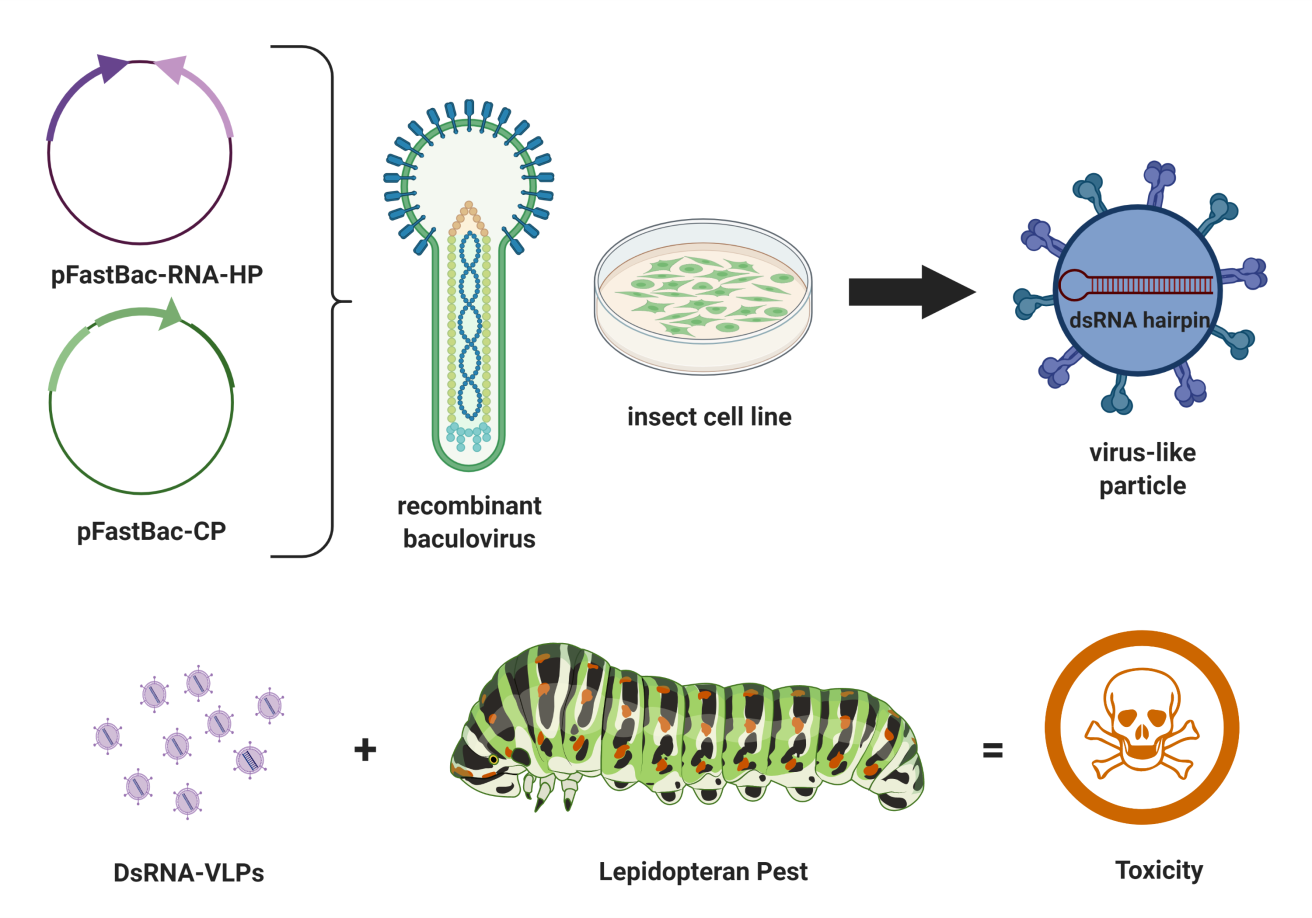 pFastBac-RNA-HP
pFastBac-CP
recombinant
baculovirus
insect cell line
dsRNA hairpin
virus-like
particle
DsRNA-VLPs
+
Lepidopteran Pest
=
Toxicity